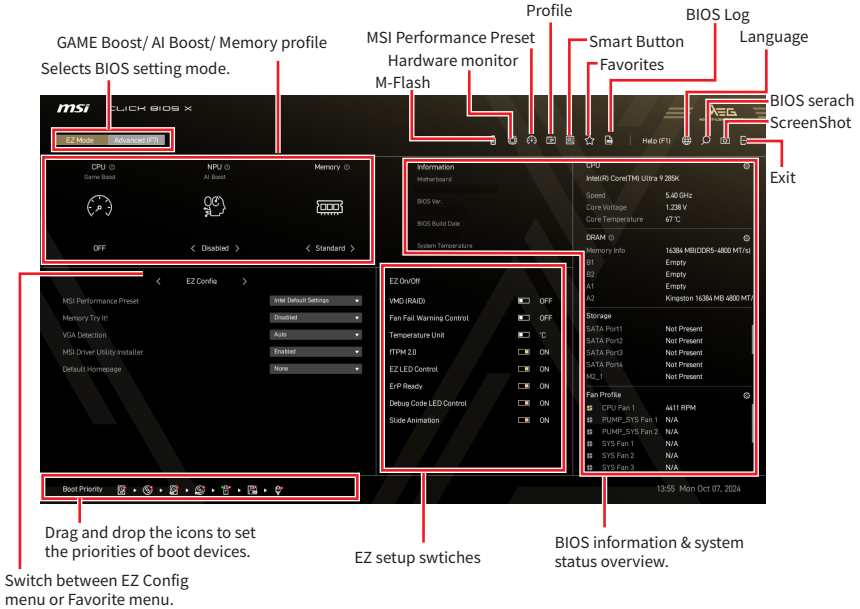 Profile
BIOS Log
GAME Boost/ AI Boost/ Memory profile
MSI Performance Preset
Smart Button
Language
Hardware monitor
Favorites
Selects BIOS setting mode.
M-Flash
BIOS serach
ScreenShot
Exit
msi CLICK BIOS X
MEG
EZ Mode Advanced (F7)
Help (F1)
CPU
Game Boost
OFF
NPU
AI Boost
< Disabled >
Memory
< Standard >
Information
Motherboard
BIOS Ver.
BIOS Build Date
System Temperature
CPU
Intel(R) Core(TM) Ultra 9 285K
Speed 5.40 GHz
Core Voltage 1.238 V
Core Temperature 67 °C
DRAM
Memory Info 16384 MB(DDR5-4800 MT/s)
B1 Empty
B2 Empty
A1 Empty
A2 Kingston 16384 MB 4800 MT/
Storage
SATA Port1 Not Present
SATA Port2 Not Present
SATA Port3 Not Present
SATA Port4 Not Present
M2_1 Not Present
Fan Profile
CPU Fan 1 4411 RPM
PUMP_SYS Fan 1 N/A
PUMP_SYS Fan 2 N/A
SYS Fan 1 N/A
SYS Fan 2 N/A
SYS Fan 3 N/A
< EZ Config >
MSI Performance Preset Intel Default Settings
Memory Try It! Disabled
VGA Detection Auto
MSI Driver Utility Installer Enabled
Default Homepage None
EZ On/Off
VMD (RAID) OFF
Fan Fail Warning Control OFF
Temperature Unit °C
fTPM 2.0 ON
EZ LED Control ON
ErP Ready ON
Debug Code LED Control ON
Slide Animation ON
Boot Priority
13:55 Mon Oct 07, 2024
Drag and drop the icons to set
the priorities of boot devices.
EZ setup swtiches
BIOS information & system
status overview.
Switch between EZ Config
menu or Favorite menu.